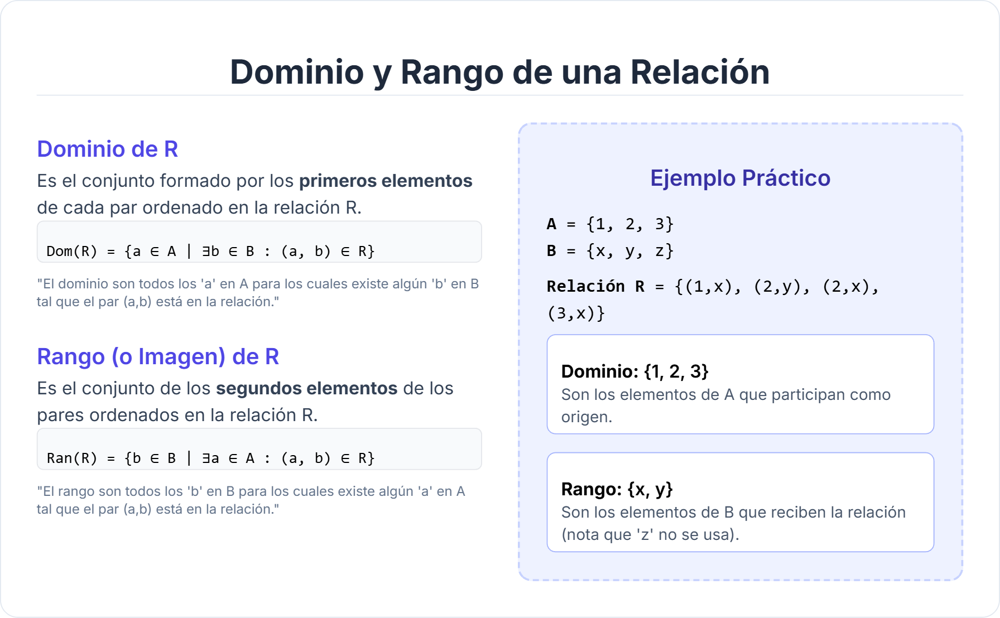 Dominio y Rango de una Relación
Dominio de R
Es el conjunto formado por los primeros elementos
de cada par ordenado en la relación R.
Dom(R) = {a ∈ A | ∃b ∈ B : (a, b) ∈ R}
"El dominio son todos los 'a' en A para los cuales existe algún 'b' en B
tal que el par (a,b) está en la relación."
Rango (o Imagen) de R
Es el conjunto de los segundos elementos de los
pares ordenados en la relación R.
Ran(R) = {b ∈ B | ∃a ∈ A : (a, b) ∈ R}
"El rango son todos los 'b' en B para los cuales existe algún 'a' en A
tal que el par (a,b) está en la relación."
Ejemplo Práctico
A = {1, 2, 3}
B = {x, y, z}
Relación R = {(1,x), (2,y), (2,x),
(3,x)}
Dominio: {1, 2, 3}
Son los elementos de A que participan como
origen.
Rango: {x, y}
Son los elementos de B que reciben la relación
(nota que 'z' no se usa).